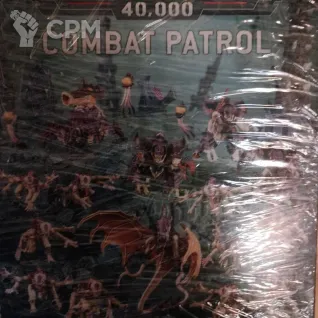 CPM
40,000
COMBAT PATROL